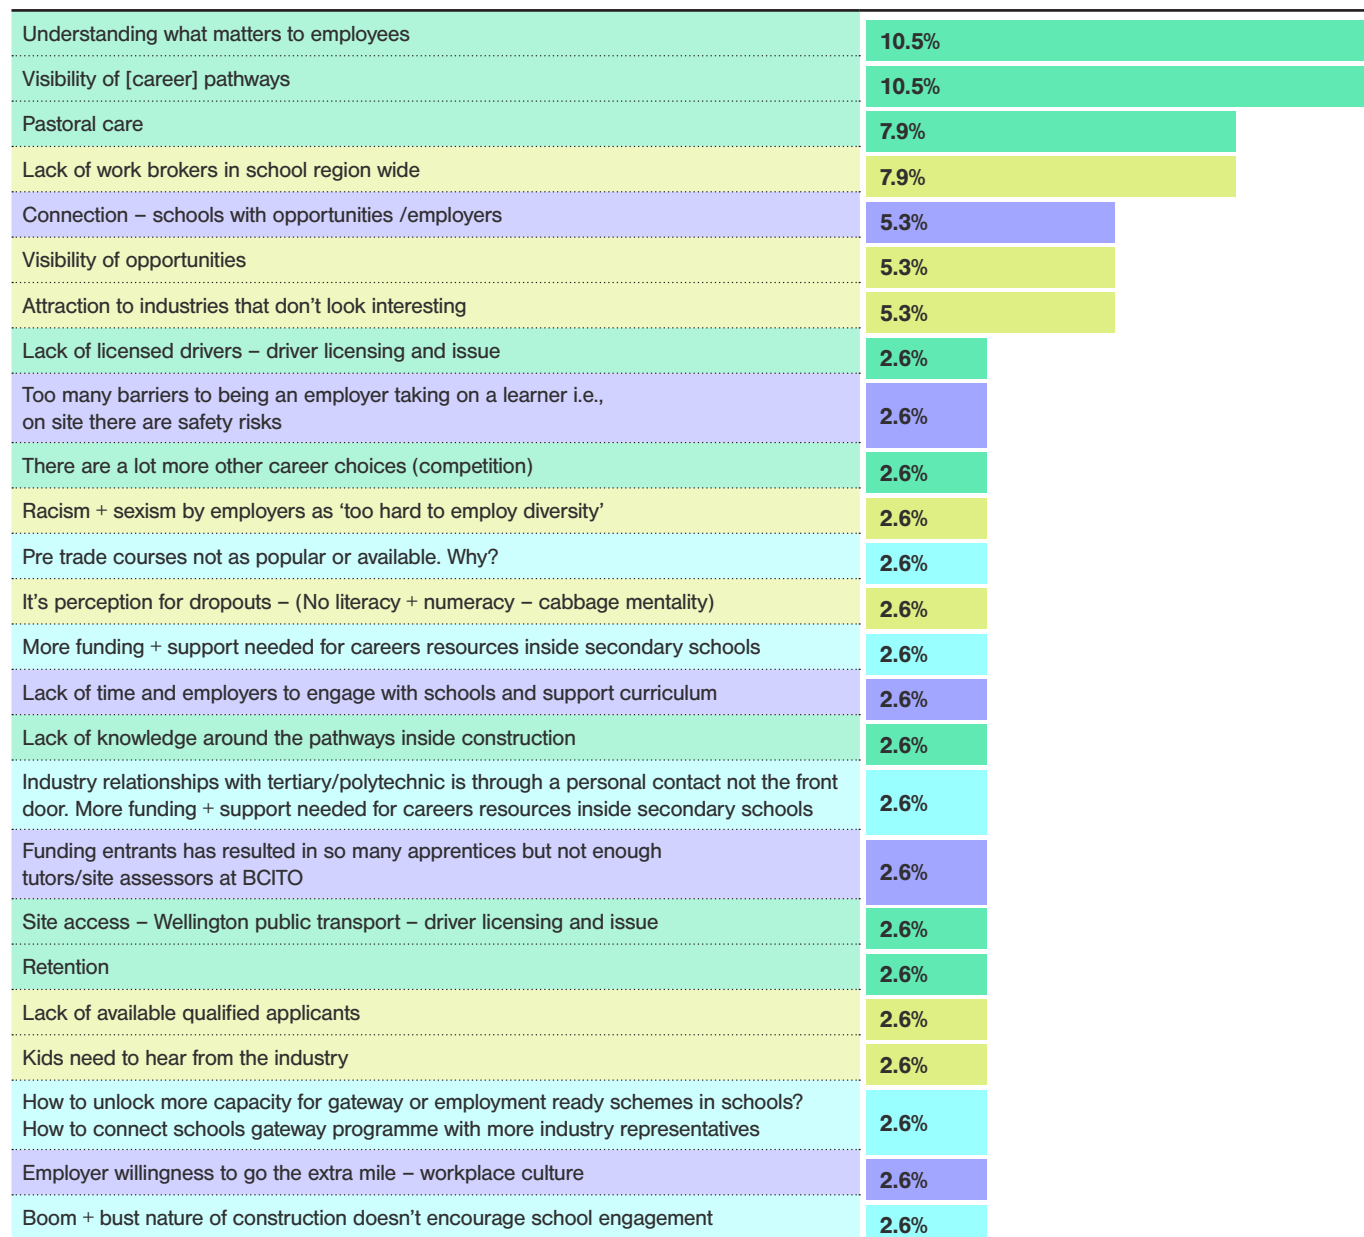 Understanding what matters to employees 10.5%
Visibility of [career] pathways 10.5%
Pastoral care 7.9%
Lack of work brokers in school region wide 7.9%
Connection – schools with opportunities /employers 5.3%
Visibility of opportunities 5.3%
Attraction to industries that don’t look interesting 5.3%
Lack of licensed drivers – driver licensing and issue 2.6%
Too many barriers to being an employer taking on a learner i.e.,
on site there are safety risks 2.6%
There are a lot more other career choices (competition) 2.6%
Racism + sexism by employers as ‘too hard to employ diversity’ 2.6%
Pre trade courses not as popular or available. Why? 2.6%
It’s perception for dropouts – (No literacy + numeracy – cabbage mentality) 2.6%
More funding + support needed for careers resources inside secondary schools 2.6%
Lack of time and employers to engage with schools and support curriculum 2.6%
Lack of knowledge around the pathways inside construction 2.6%
Industry relationships with tertiary/polytechnic is through a personal contact not the front
door. More funding + support needed for careers resources inside secondary schools 2.6%
Funding entrants has resulted in so many apprentices but not enough
tutors/site assessors at BCITO 2.6%
Site access – Wellington public transport – driver licensing and issue 2.6%
Retention 2.6%
Lack of available qualified applicants 2.6%
Kids need to hear from the industry 2.6%
How to unlock more capacity for gateway or employment ready schemes in schools?
How to connect schools gateway programme with more industry representatives 2.6%
Employer willingness to go the extra mile – workplace culture 2.6%
Boom + bust nature of construction doesn’t encourage school engagement 2.6%